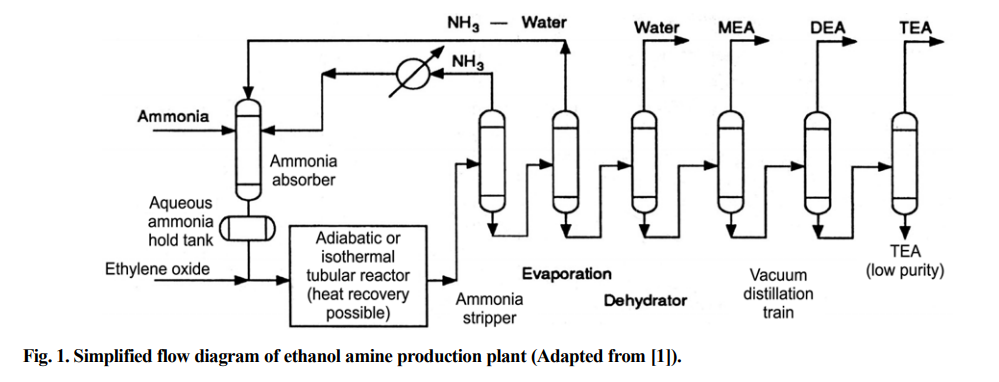 NH3 — Water
Water
MEA
DEA
TEA
NH3
Ammonia
Ammonia
absorber
Aqueous
ammonia
hold tank
Adiabatic or
isothermal
tubular reactor
(heat recovery
possible)
Ethylene oxide
Ammonia
stripper
Evaporation
Dehydrator
Vacuum
distillation
train
TEA
(low purity)
Fig. 1. Simplified flow diagram of ethanol amine production plant (Adapted from [1]).